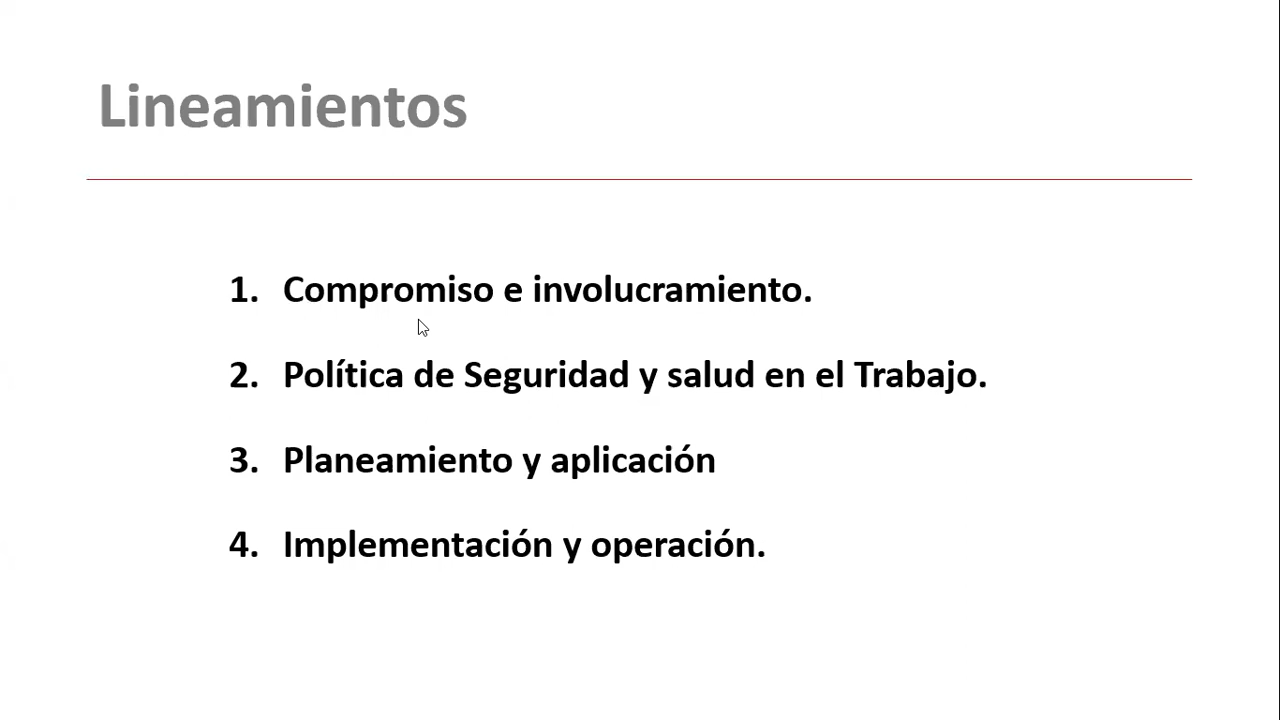 Lineamientos
1. Compromiso e involucramiento.
2. Política de Seguridad y salud en el Trabajo.
3. Planeamiento y aplicación
4. Implementación y operación.